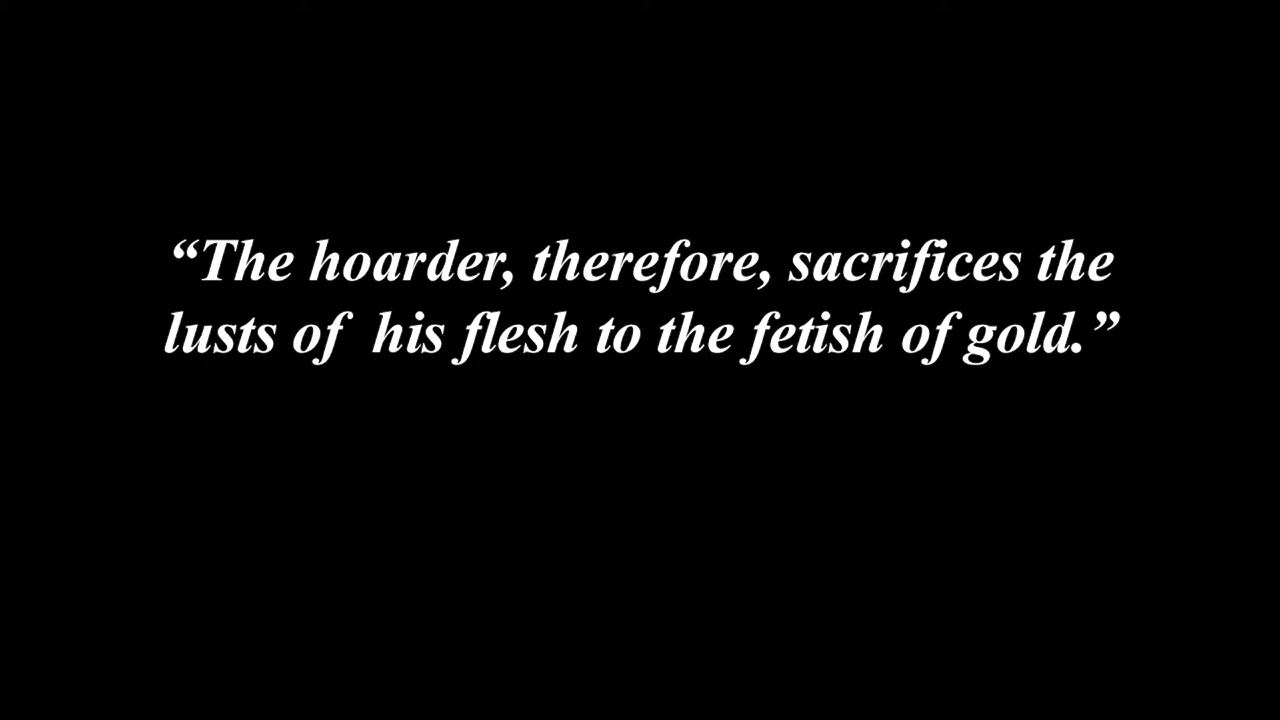 “The hoarder, therefore, sacrifices the
lusts of  his flesh to the fetish of gold.”